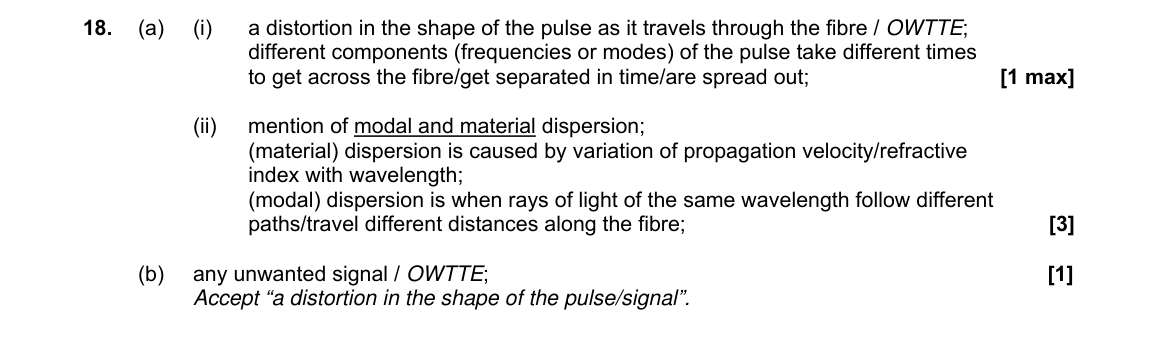 18. (a) (i) a distortion in the shape of the pulse as it travels through the fibre / OWTTE;
different components (frequencies or modes) of the pulse take different times
to get across the fibre/get separated in time/are spread out; [1 max]
(ii) mention of modal and material dispersion;
(material) dispersion is caused by variation of propagation velocity/refractive
index with wavelength;
(modal) dispersion is when rays of light of the same wavelength follow different
paths/travel different distances along the fibre; [3]
(b) any unwanted signal / OWTTE; [1]
Accept “a distortion in the shape of the pulse/signal”.